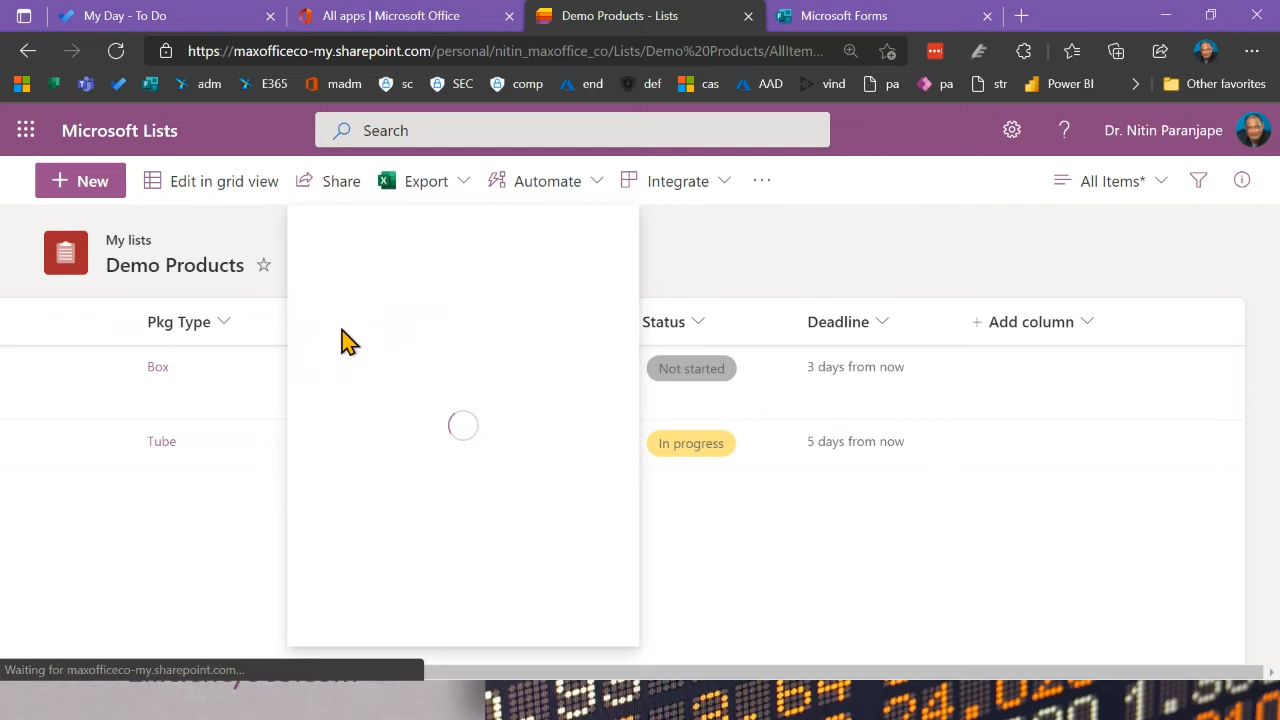 My Day - To Do
All apps | Microsoft Office
Demo Products - Lists
Microsoft Forms
https://maxofficeco-my.sharepoint.com/personal/nitin_maxoffice_co/Lists/Demo%20Products/AllItem...
adm
E365
madm
sc
SEC
comp
end
def
cas
AAD
vind
pa
pa
str
Power BI
Other favorites
Microsoft Lists
Search
Dr. Nitin Paranjape
New
Edit in grid view
Share
Export
Automate
Integrate
All Items*
My lists
Demo Products
Pkg Type
Status
Deadline
Add column
Box
Not started
3 days from now
Tube
In progress
5 days from now
Waiting for maxofficeco-my.sharepoint.com...